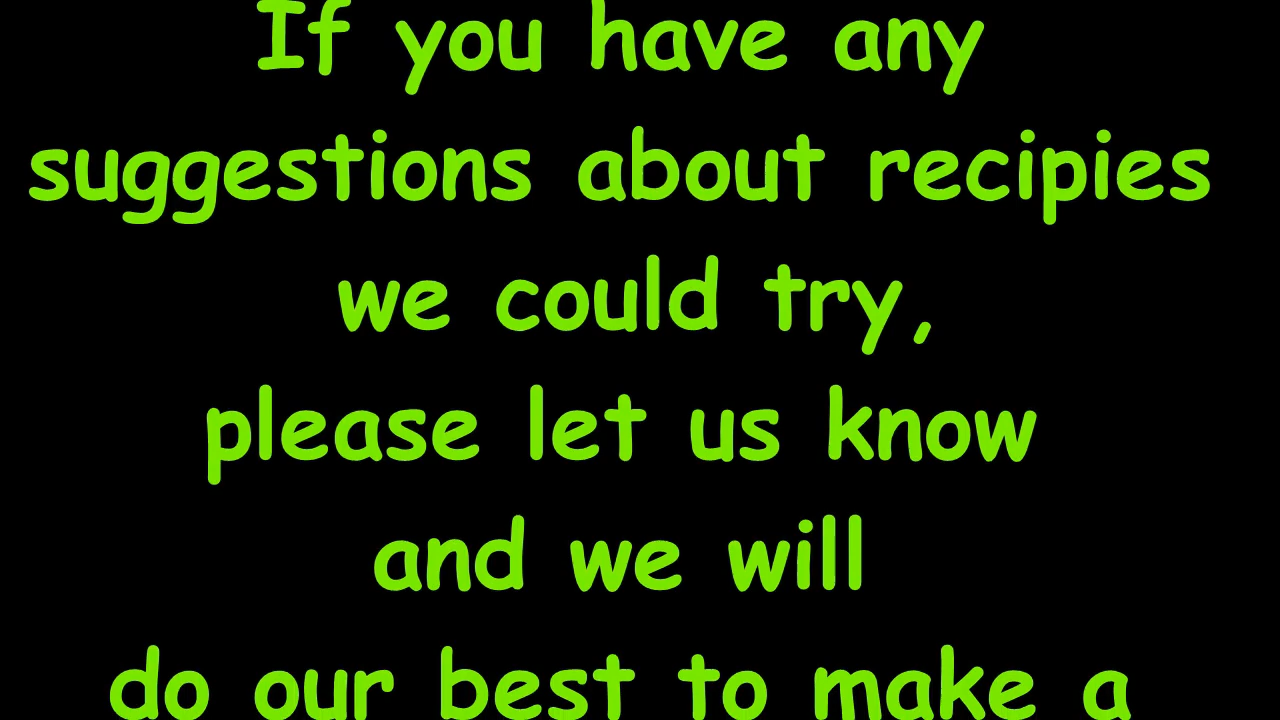 If you have any
suggestions about recipies
we could try,
please let us know
and we will
do our best to make a